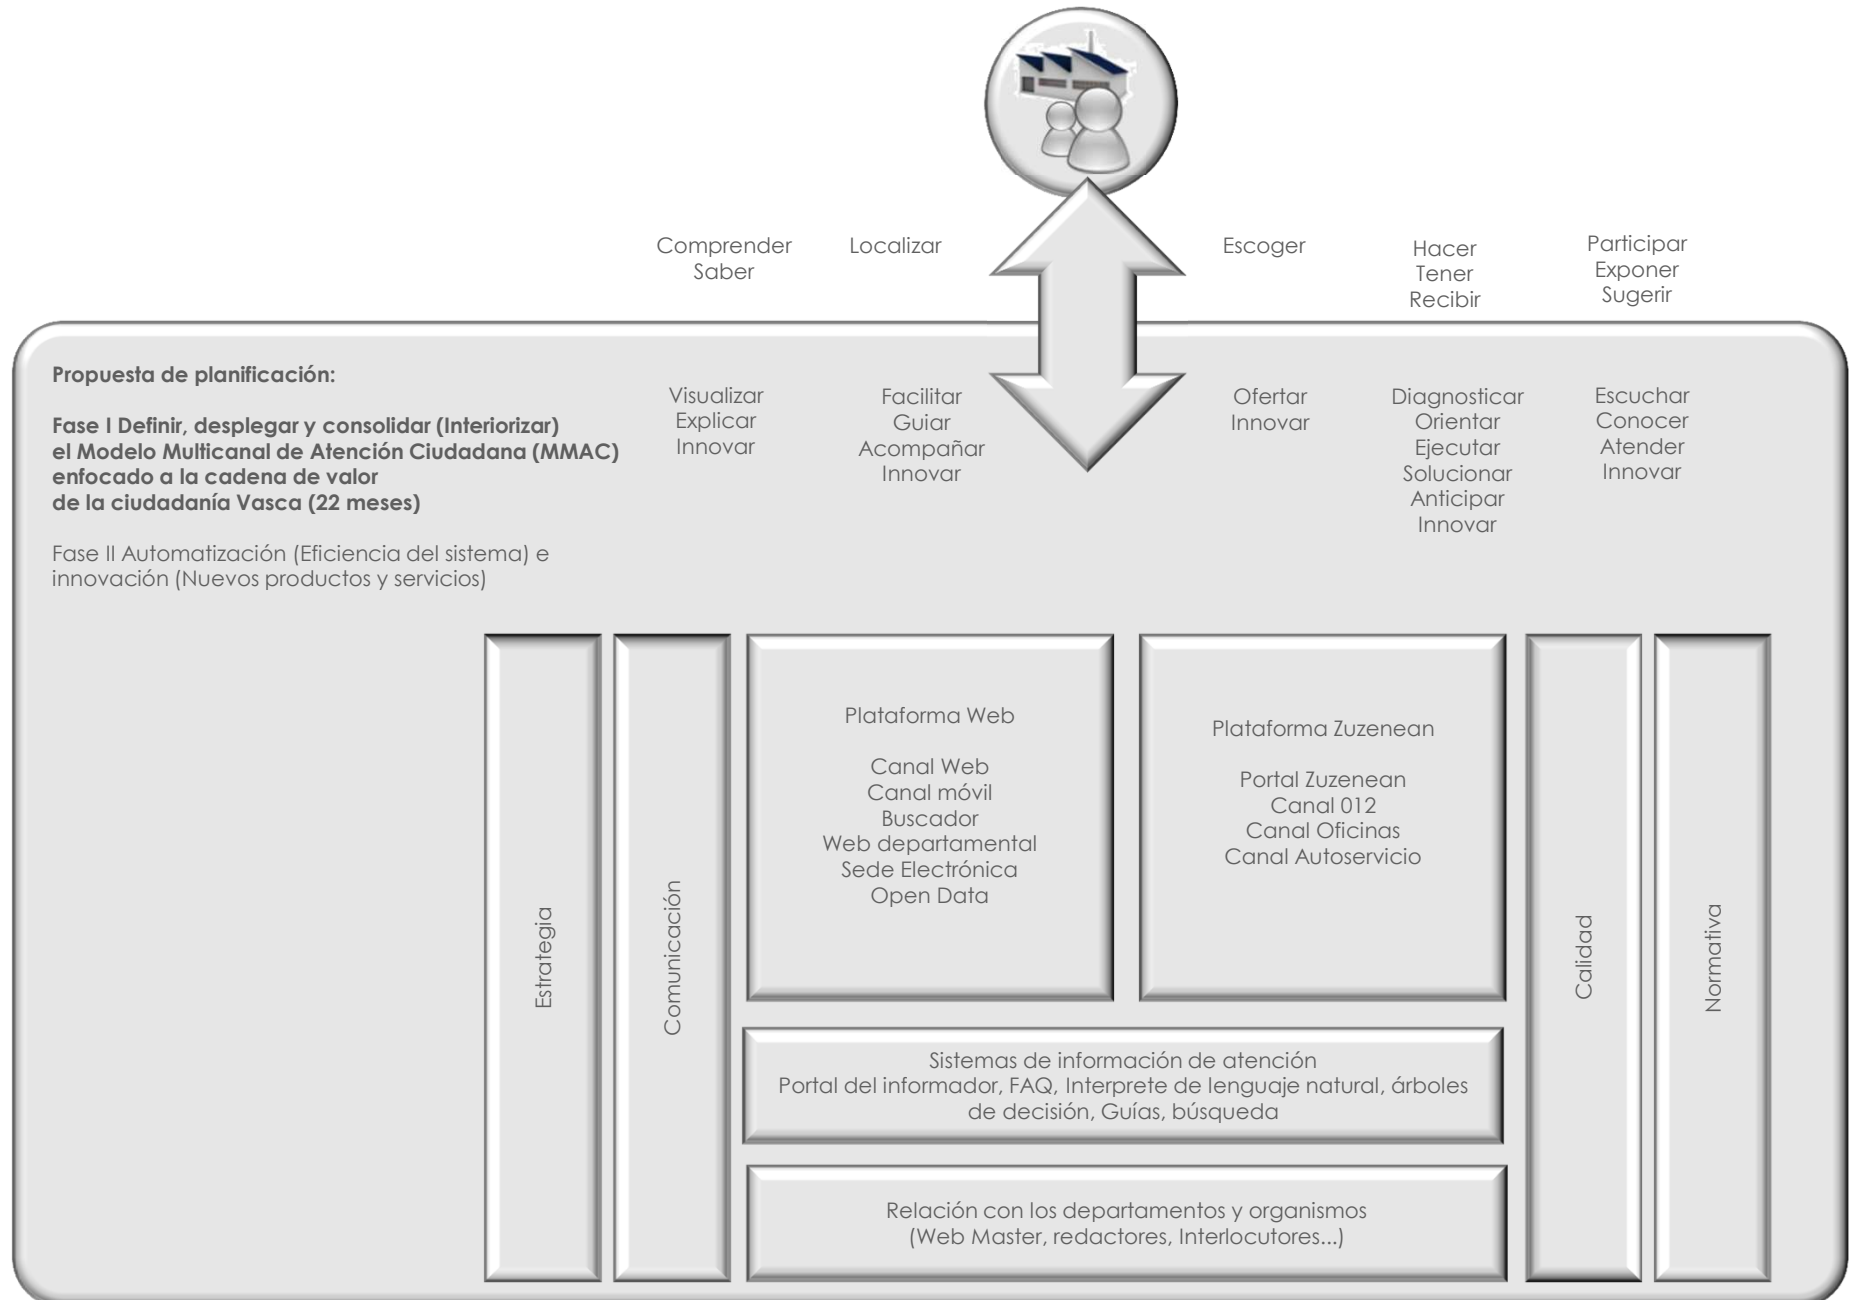 Comprender
Saber
Localizar
Escoger
Hacer
Tener
Recibir
Participar
Exponer
Sugerir
Propuesta de planificación:
Fase I Definir, desplegar y consolidar (Interiorizar)
el Modelo Multicanal de Atención Ciudadana (MMAC)
enfocado a la cadena de valor
de la ciudadanía Vasca (22 meses)
Fase II Automatización (Eficiencia del sistema) e
innovación (Nuevos productos y servicios)
Visualizar
Explicar
Innovar
Facilitar
Guiar
Acompañar
Innovar
Ofertar
Innovar
Diagnosticar
Orientar
Ejecutar
Solucionar
Anticipar
Innovar
Escuchar
Conocer
Atender
Innovar
Estrategia
Comunicación
Plataforma Web
Canal Web
Canal móvil
Buscador
Web departamental
Sede Electrónica
Open Data
Plataforma Zuzenean
Portal Zuzenean
Canal 012
Canal Oficinas
Canal Autoservicio
Calidad
Normativa
Sistemas de información de atención
Portal del informador, FAQ, Interprete de lenguaje natural, árboles
de decisión, Guías, búsqueda
Relación con los departamentos y organismos
(Web Master, redactores, Interlocutores...)